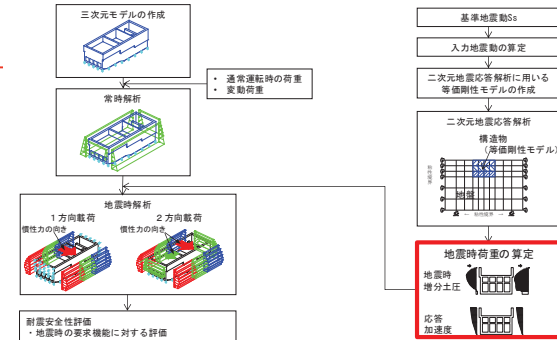 三次元モデルの作成
・ 通常運転時の荷重
・ 変動荷重
常時解析
地震時解析
1方向載荷
慣性力の向き
2方向載荷
慣性力の向き
耐震安全性評価
・地震時の要求機能に対する評価
基準地震動Ss
入力地震動の算定
二次元地震応答解析に用いる
等価剛性モデルの作成
二次元地震応答解析
構造物
(等価剛性モデル)
地盤
粘性境界
地震時荷重の算定
地震時
増分土圧
応答
加速度